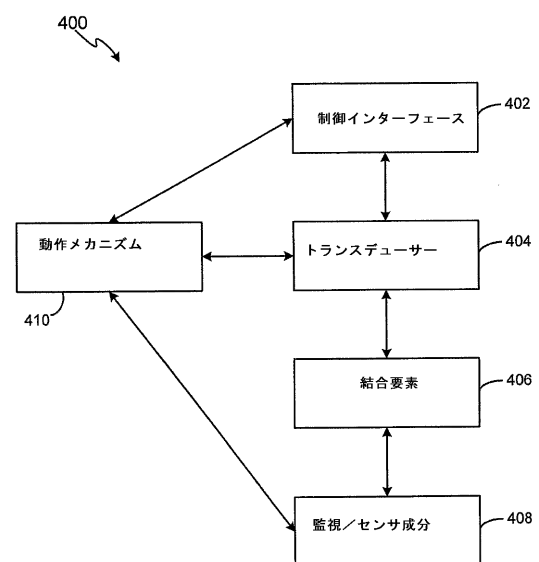 400
制御インターフェース
402
動作メカニズム
トランスデューサー
404
410
結合要素
406
監視／センサ成分
408